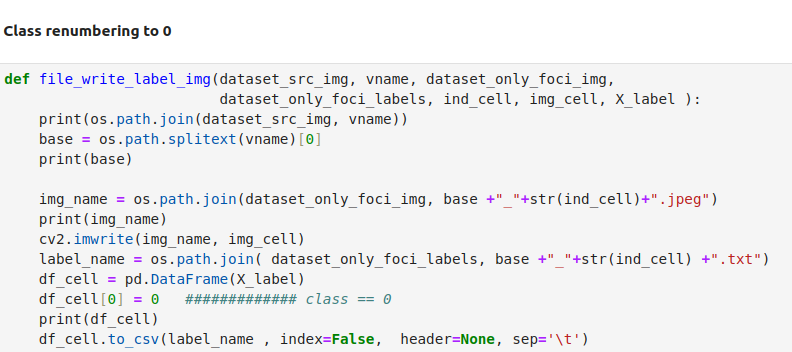 Class renumbering to 0
def file_write_label_img(dataset_src_img, vname, dataset_only_foci_img,
                         dataset_only_foci_labels, ind_cell, img_cell, X_label ):
    print(os.path.join(dataset_src_img, vname))
    base = os.path.splitext(vname)[0]
    print(base)

    img_name = os.path.join(dataset_only_foci_img, base +"_"+str(ind_cell)+".jpeg")
    print(img_name)
    cv2.imwrite(img_name, img_cell)
    label_name = os.path.join( dataset_only_foci_labels, base +"_"+str(ind_cell) +".txt")
    df_cell = pd.DataFrame(X_label)
    df_cell[0] = 0   ############# class == 0
    print(df_cell)
    df_cell.to_csv(label_name , index=False,  header=None, sep='\t')